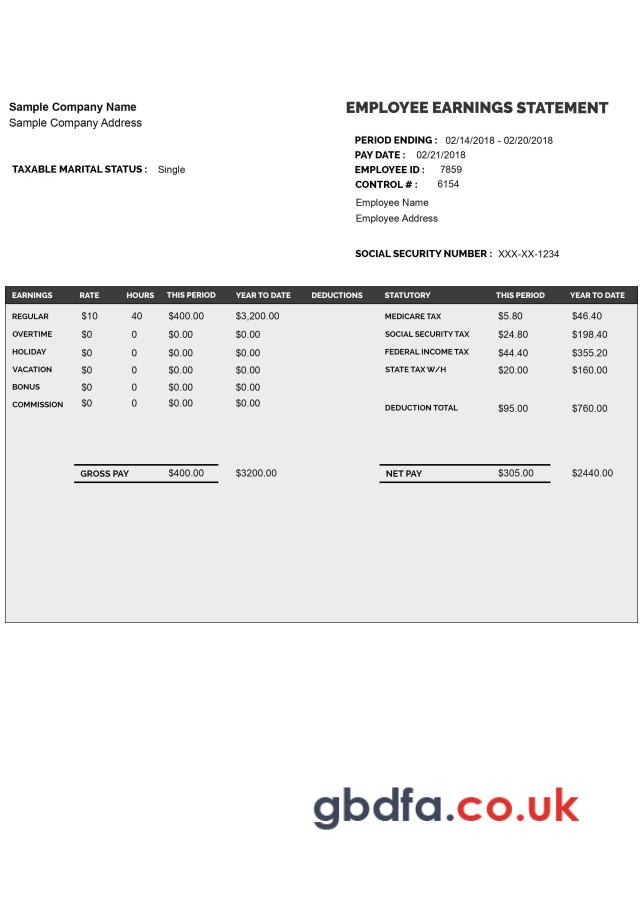 Sample Company Name
Sample Company Address
TAXABLE MARITAL STATUS : Single
EMPLOYEE EARNINGS STATEMENT
PERIOD ENDING : 02/14/2018 - 02/20/2018
PAY DATE : 02/21/2018
EMPLOYEE ID : 7859
CONTROL # : 6154
Employee Name
Employee Address
SOCIAL SECURITY NUMBER : XXX-XX-1234
EARNINGS RATE HOURS THIS PERIOD YEAR TO DATE DEDUCTIONS STATUTORY THIS PERIOD YEAR TO DATE
REGULAR $10 40 $400.00 $3,200.00 MEDICARE TAX $5.80 $46.40
OVERTIME $0 0 $0.00 $0.00 SOCIAL SECURITY TAX $24.80 $198.40
HOLIDAY $0 0 $0.00 $0.00 FEDERAL INCOME TAX $44.40 $355.20
VACATION $0 0 $0.00 $0.00 STATE TAX W/H $20.00 $160.00
BONUS $0 0 $0.00 $0.00
COMMISSION $0 0 $0.00 $0.00 DEDUCTION TOTAL $95.00 $760.00
GROSS PAY $400.00 $3200.00 NET PAY $305.00 $2440.00
gbdfa.co.uk